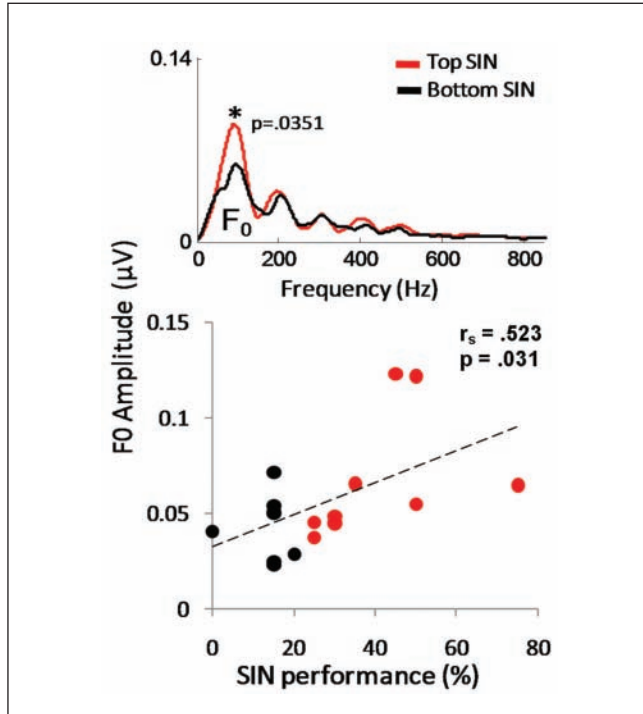 0.14
Top SIN
Bottom SIN
*
p=.0351
F₀
0
0 200 400 600 800
Frequency (Hz)
F0 Amplitude (µV)
0.15
rₛ = .523
p = .031
0.1
0.05
0
0 20 40 60 80
SIN performance (%)